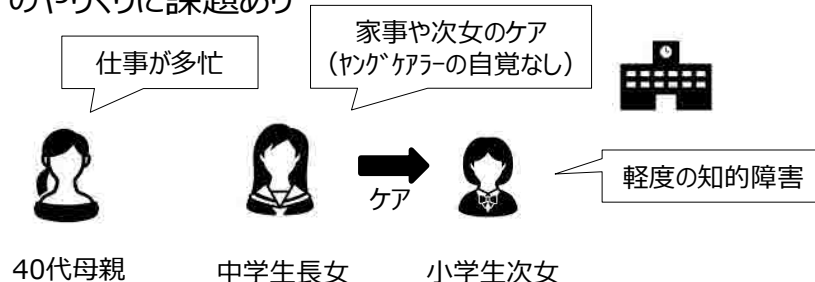 のやりくりに課題あり
仕事が多忙
家事や次女のケア
（ﾔﾝｸﾞｹｱﾗｰの自覚なし）
ケア
軽度の知的障害
40代母親
中学生長女
小学生次女